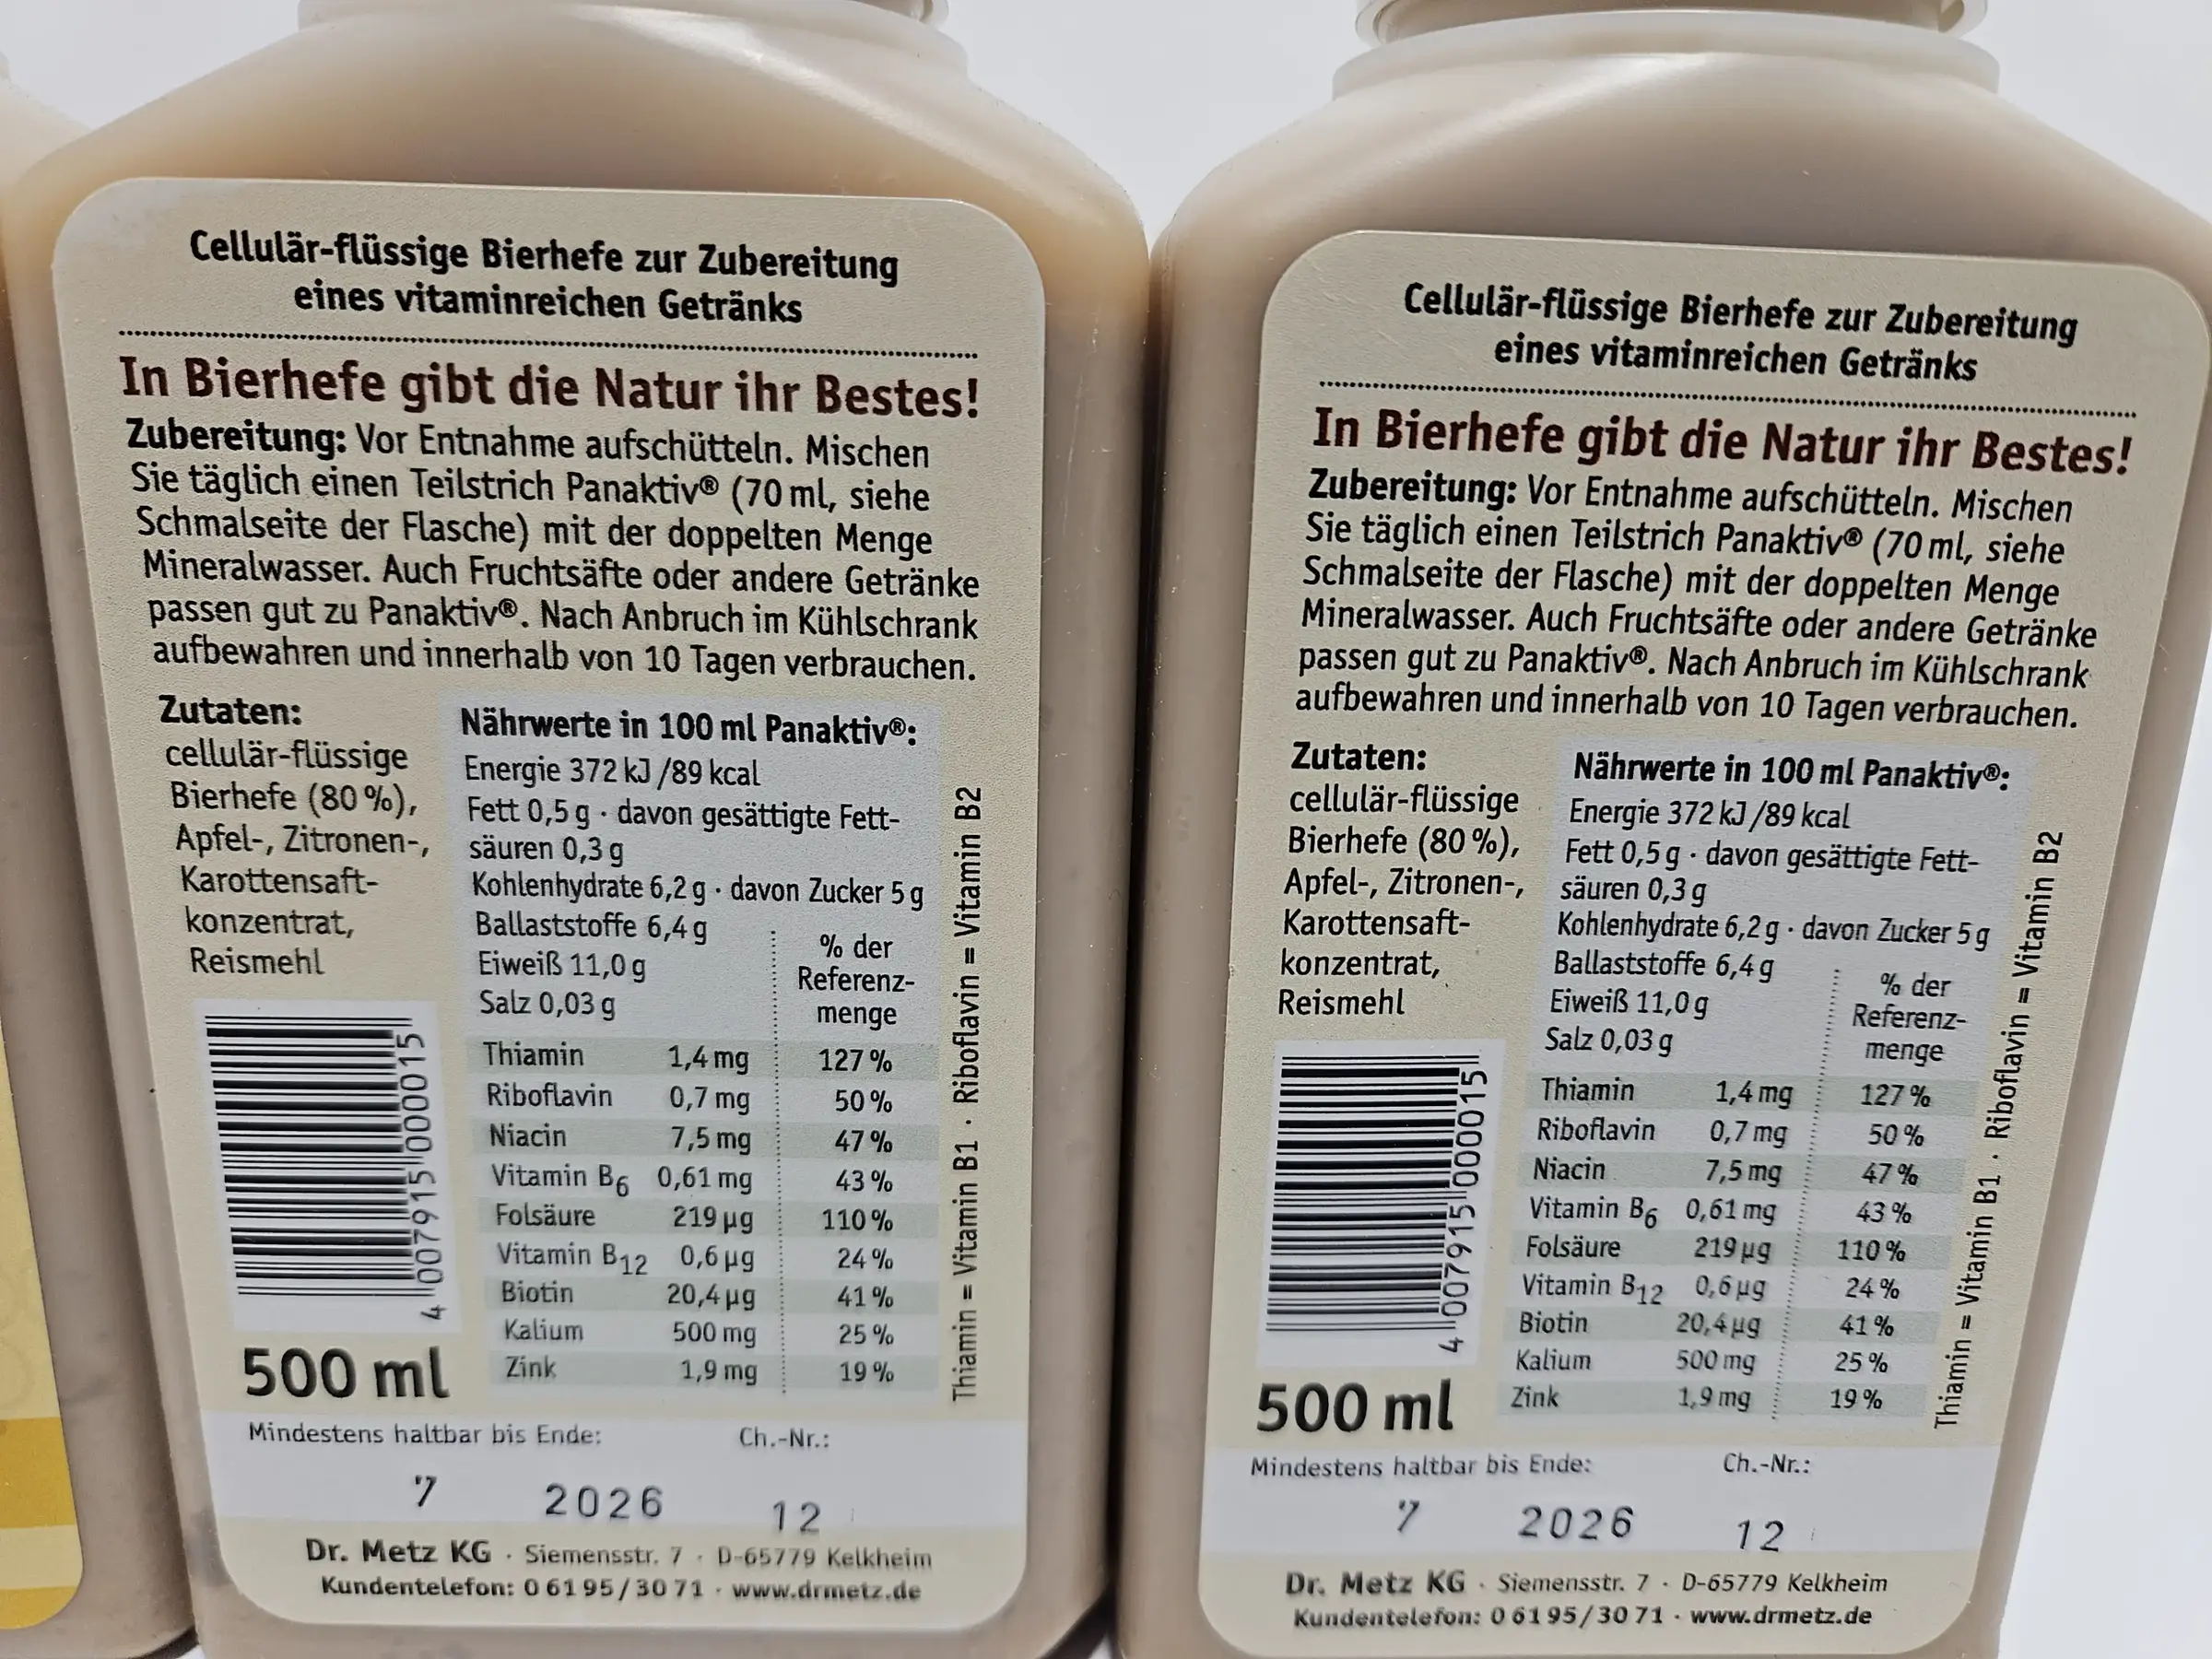 Cellulär-flüssige Bierhefe zur Zubereitung
eines vitaminreichen Getränks
In Bierhefe gibt die Natur ihr Bestes!
Zubereitung: Vor Entnahme aufschütteln. Mischen
Sie täglich einen Teilstrich Panaktiv® (70 ml, siehe
Schmalseite der Flasche) mit der doppelten Menge
Mineralwasser. Auch Fruchtsäfte oder andere Getränke
passen gut zu Panaktiv®. Nach Anbruch im Kühlschrank
aufbewahren und innerhalb von 10 Tagen verbrauchen.
Zutaten:
cellulär-flüssige
Bierhefe (80 %),
Apfel-, Zitronen-,
Karottensaft-
konzentrat,
Reismehl
Nährwerte in 100 ml Panaktiv®:
Energie 372 kJ /89 kcal
Fett 0,5 g · davon gesättigte Fett-
säuren 0,3 g
Kohlenhydrate 6,2 g · davon Zucker 5 g
Ballaststoffe 6,4 g
Eiweiß 11,0 g
Salz 0,03 g
% der
Referenz-
menge
Thiamin 1,4 mg 127 %
Riboflavin 0,7 mg 50 %
Niacin 7,5 mg 47 %
Vitamin B6 0,61 mg 43 %
Folsäure 219 µg 110 %
Vitamin B12 0,6 µg 24 %
Biotin 20,4 µg 41 %
Kalium 500 mg 25 %
Zink 1,9 mg 19 %
Thiamin = Vitamin B1 · Riboflavin = Vitamin B2
4 007915 000015
500 ml
Mindestens haltbar bis Ende: Ch.-Nr.:
7 2026 12
Dr. Metz KG · Siemensstr. 7 · D-65779 Kelkheim
Kundentelefon: 0 61 95 / 30 71 · www.drmetz.de
Cellulär-flüssige Bierhefe zur Zubereitung
eines vitaminreichen Getränks
In Bierhefe gibt die Natur ihr Bestes!
Zubereitung: Vor Entnahme aufschütteln. Mischen
Sie täglich einen Teilstrich Panaktiv® (70 ml, siehe
Schmalseite der Flasche) mit der doppelten Menge
Mineralwasser. Auch Fruchtsäfte oder andere Getränke
passen gut zu Panaktiv®. Nach Anbruch im Kühlschrank
aufbewahren und innerhalb von 10 Tagen verbrauchen.
Zutaten:
cellulär-flüssige
Bierhefe (80 %),
Apfel-, Zitronen-,
Karottensaft-
konzentrat,
Reismehl
Nährwerte in 100 ml Panaktiv®:
Energie 372 kJ /89 kcal
Fett 0,5 g · davon gesättigte Fett-
säuren 0,3 g
Kohlenhydrate 6,2 g · davon Zucker 5 g
Ballaststoffe 6,4 g
Eiweiß 11,0 g
Salz 0,03 g
% der
Referenz-
menge
Thiamin 1,4 mg 127 %
Riboflavin 0,7 mg 50 %
Niacin 7,5 mg 47 %
Vitamin B6 0,61 mg 43 %
Folsäure 219 µg 110 %
Vitamin B12 0,6 µg 24 %
Biotin 20,4 µg 41 %
Kalium 500 mg 25 %
Zink 1,9 mg 19 %
Thiamin = Vitamin B1 · Riboflavin = Vitamin B2
4 007915 000015
500 ml
Mindestens haltbar bis Ende: Ch.-Nr.:
7 2026 12
Dr. Metz KG · Siemensstr. 7 · D-65779 Kelkheim
Kundentelefon: 0 61 95 / 30 71 · www.drmetz.de